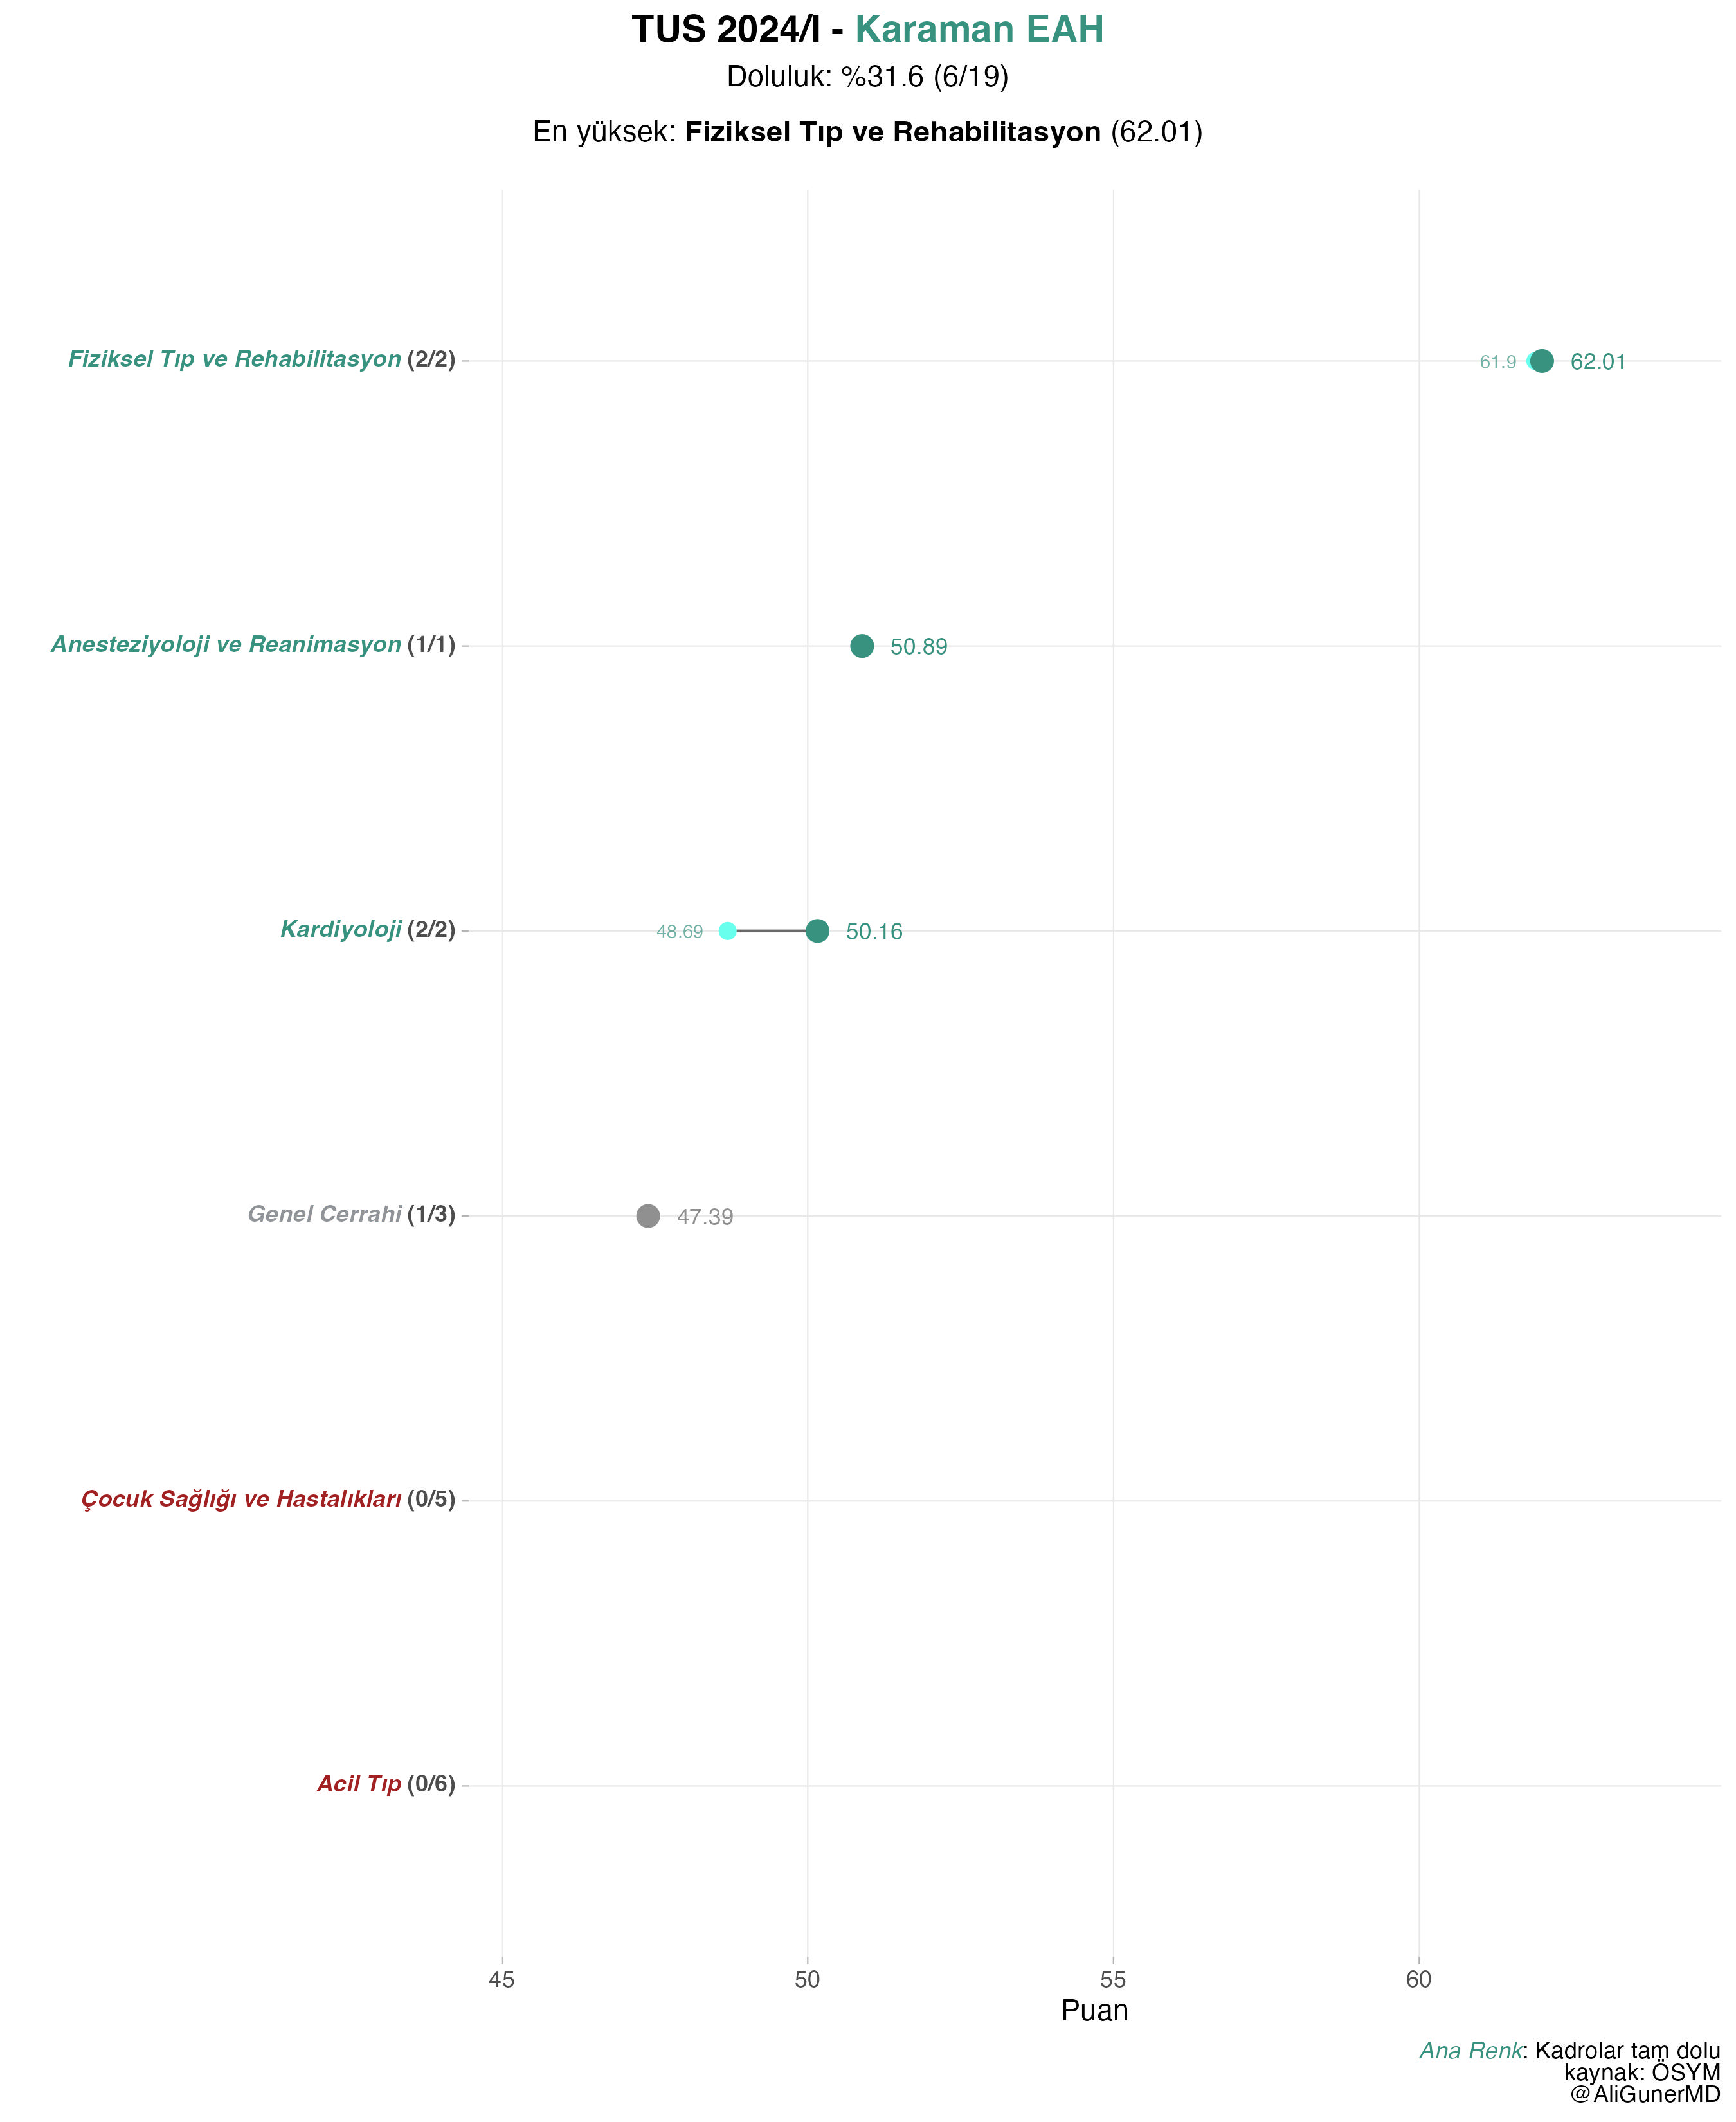 TUS 2024/I - Karaman EAH
Doluluk: %31.6 (6/19)
En yüksek: Fiziksel Tıp ve Rehabilitasyon (62.01)
Fiziksel Tıp ve Rehabilitasyon (2/2) 61.9 62.01
Anesteziyoloji ve Reanimasyon (1/1) 50.89
Kardiyoloji (2/2) 48.69 50.16
Genel Cerrahi (1/3) 47.39
Çocuk Sağlığı ve Hastalıkları (0/5)
Acil Tıp (0/6)
45 50 55 60
Puan
Ana Renk: Kadrolar tam dolu
kaynak: ÖSYM
@AliGunerMD